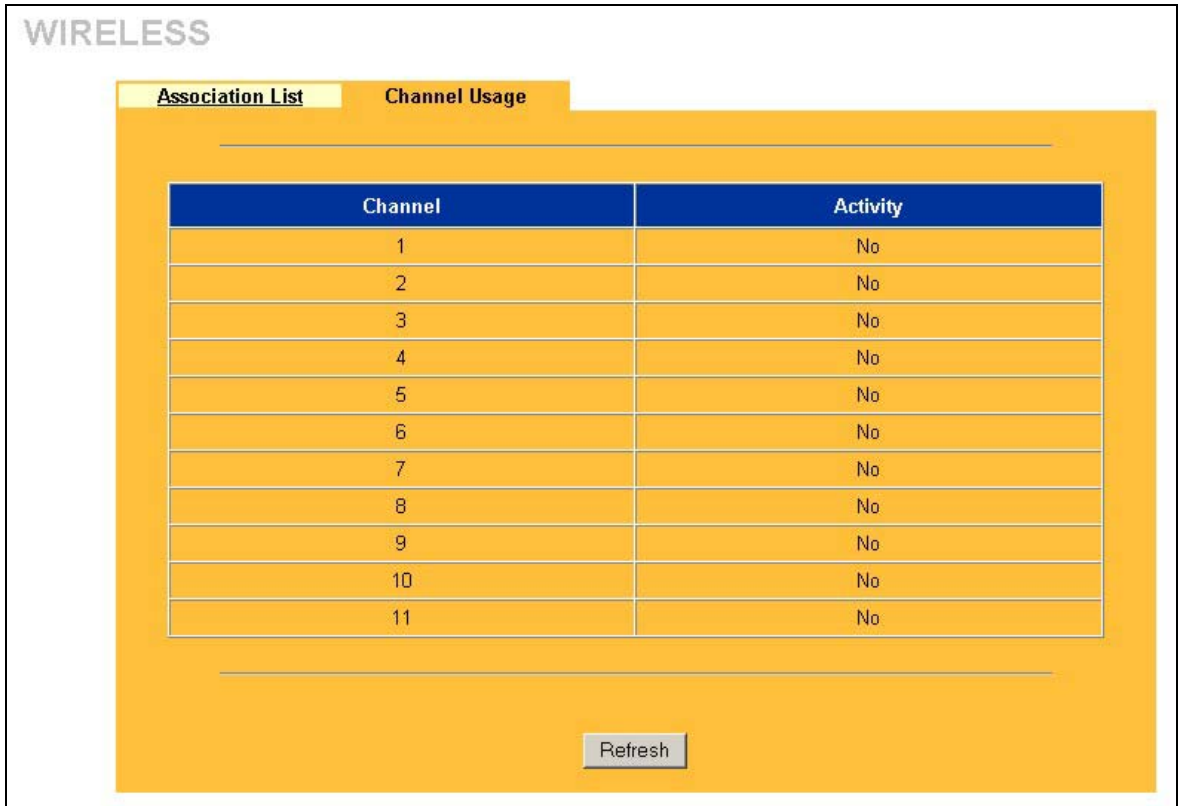 WIRELESS
Association List Channel Usage
Channel Activity
1 No
2 No
3 No
4 No
5 No
6 No
7 No
8 No
9 No
10 No
11 No
Refresh